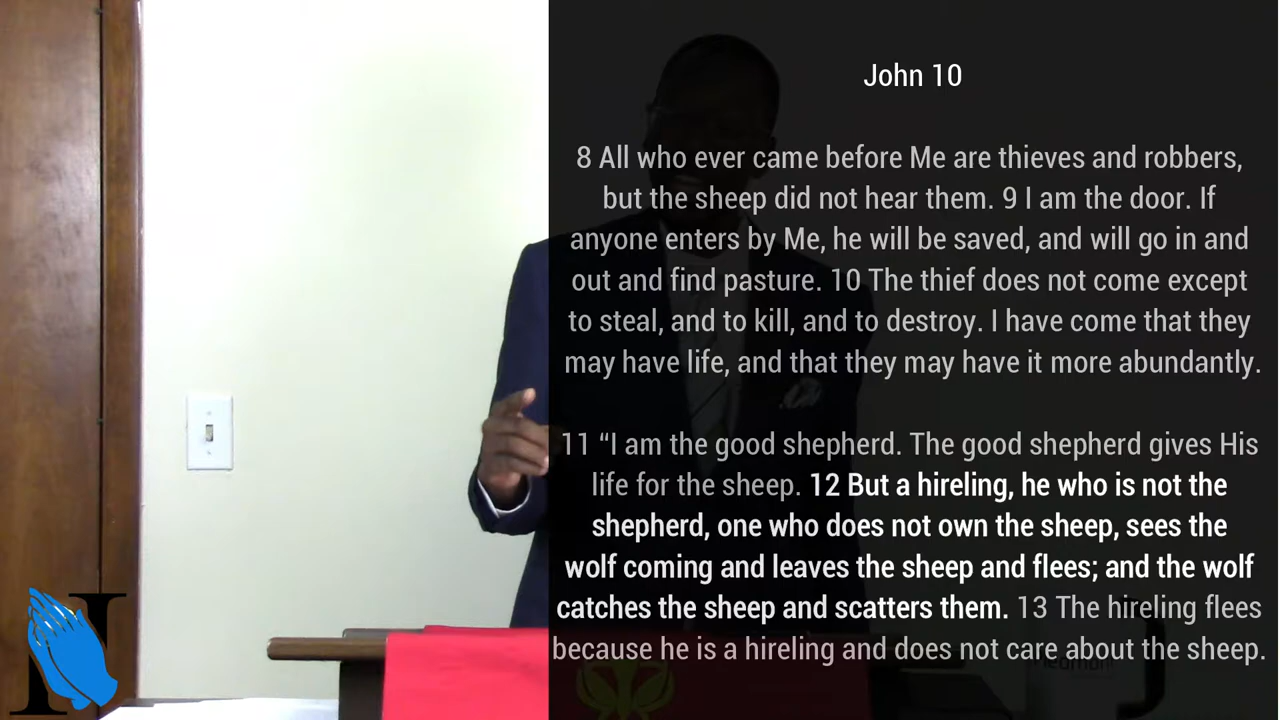 John 10
8 All who ever came before Me are thieves and robbers,
but the sheep did not hear them. 9 I am the door. If
anyone enters by Me, he will be saved, and will go in and
out and find pasture. 10 The thief does not come except
to steal, and to kill, and to destroy. I have come that they
may have life, and that they may have it more abundantly.
11 “I am the good shepherd. The good shepherd gives His
life for the sheep. 12 But a hireling, he who is not the
shepherd, one who does not own the sheep, sees the
wolf coming and leaves the sheep and flees; and the wolf
catches the sheep and scatters them. 13 The hireling flees
because he is a hireling and does not care about the sheep.
N